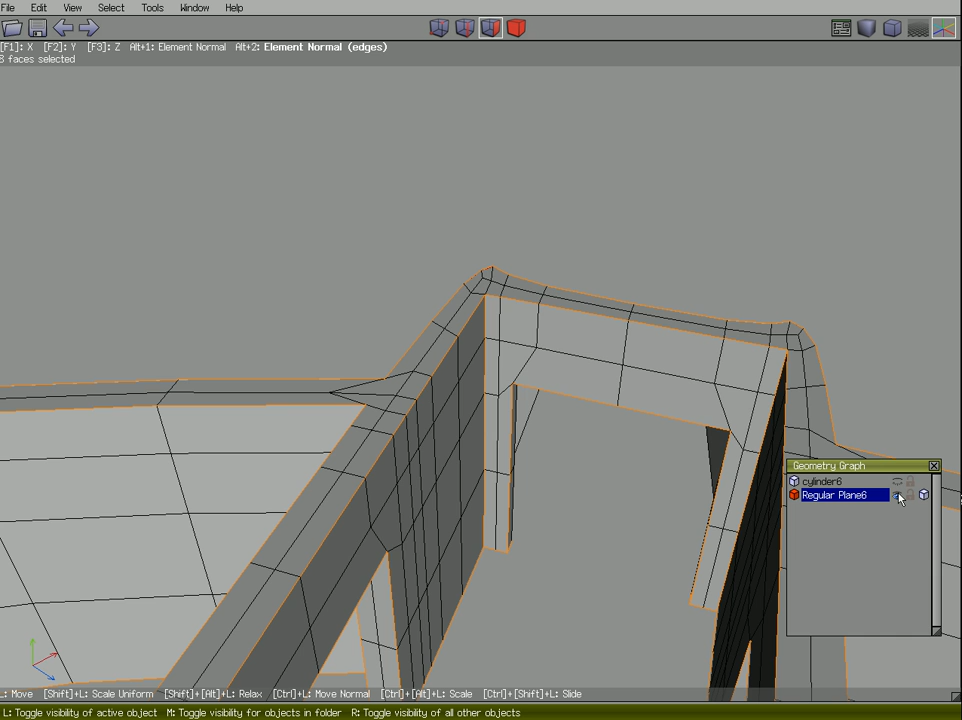 File Edit View Select Tools Window Help
[F1]: X [F2]: Y [F3]: Z Alt+1: Element Normal Alt+2: Element Normal (edges)
8 faces selected
Geometry Graph
cylinder6
Regular Plane6
L: Move [Shift]+L: Scale Uniform [Shift]+[Alt]+L: Relax [Ctrl]+L: Move Normal [Ctrl]+[Alt]+L: Scale [Ctrl]+[Shift]+L: Slide
L: Toggle visibility of active object M: Toggle visibility for objects in folder R: Toggle visibility of all other objects